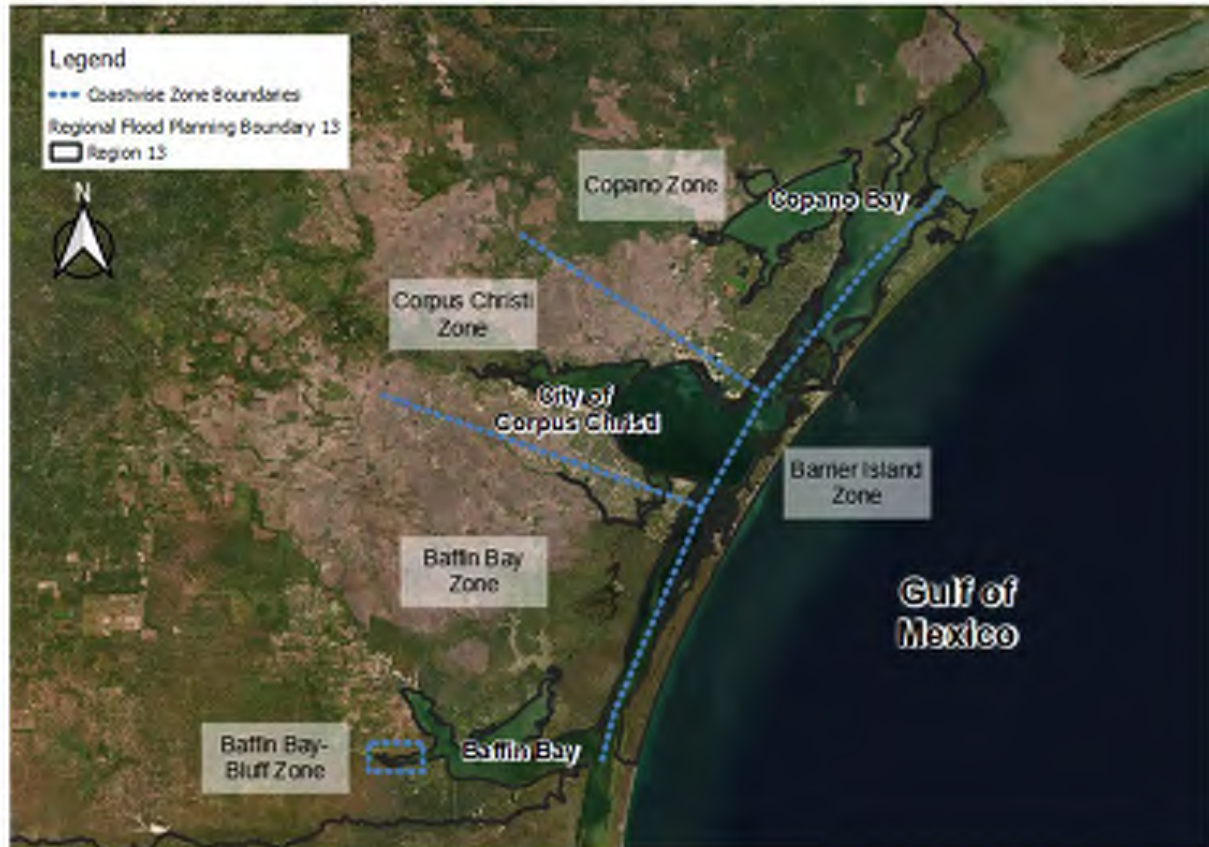 Legend
Coastwise Zone Boundaries
Regional Flood Planning Boundary 13
Region 13
N
Copano Zone
Copano Bay
Corpus Christi
Zone
City of
Corpus Christi
Barrier Island
Zone
Baffin Bay
Zone
Gulf of
Mexico
Baffin Bay-
Bluff Zone
Baffin Bay